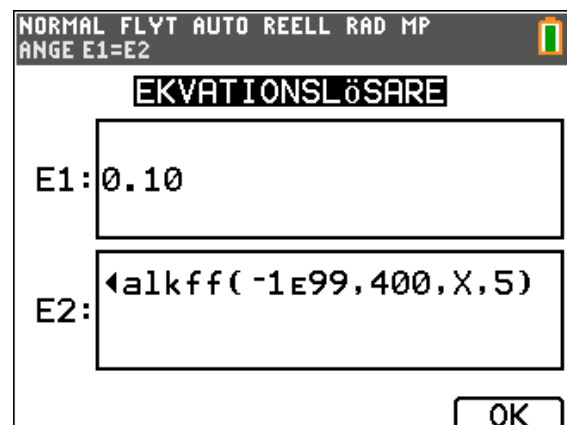 NORMAL FLYT AUTO REELL RAD MP
ANGE E1=E2
EKVATIONSLöSARE
E1: 0.10
E2: ◄alkff(-1ᴇ99,400,X,5)
OK